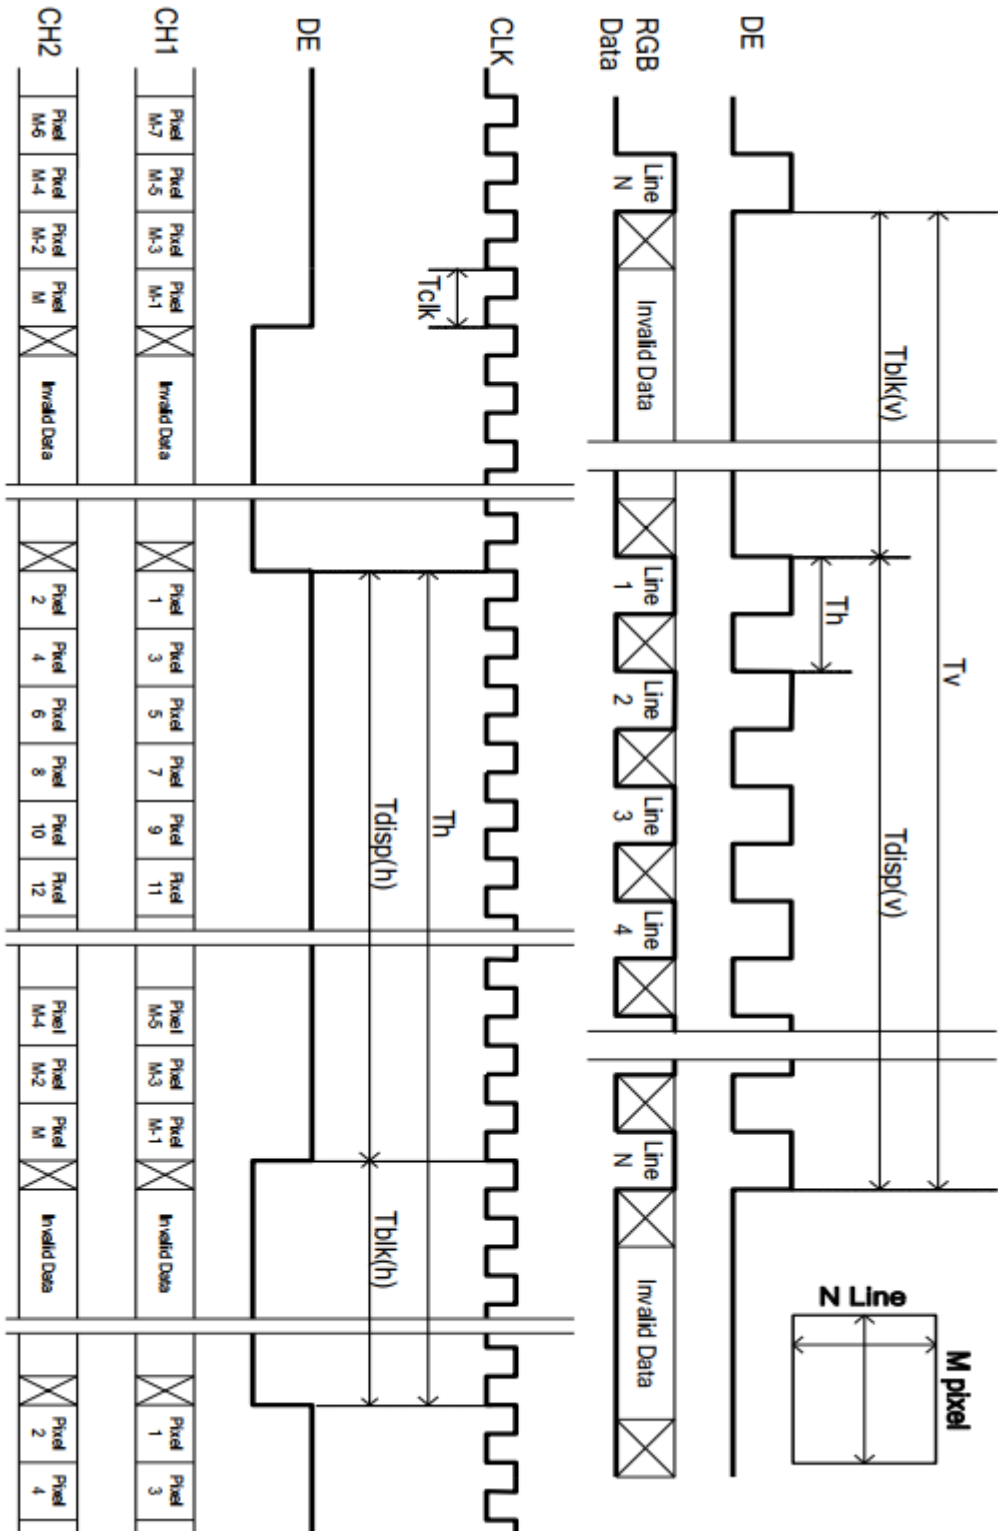 DE
RGB
Data
Line
N
Invalid Data
Line
1
Line
2
Line
3
Line
4
Line
N
Invalid Data
Tv
Tblk(v)
Tdisp(v)
Th
N Line
M pixel
CLK
Tclk
DE
Th
Tdisp(h)
Tblk(h)
CH1
Pixel
M-7
Pixel
M-5
Pixel
M-3
Pixel
M-1
Invalid Data
Pixel
1
Pixel
3
Pixel
5
Pixel
7
Pixel
9
Pixel
11
Pixel
M-5
Pixel
M-3
Pixel
M-1
Invalid Data
Pixel
1
Pixel
3
CH2
Pixel
M-6
Pixel
M-4
Pixel
M-2
Pixel
M
Invalid Data
Pixel
2
Pixel
4
Pixel
6
Pixel
8
Pixel
10
Pixel
12
Pixel
M-4
Pixel
M-2
Pixel
M
Invalid Data
Pixel
2
Pixel
4